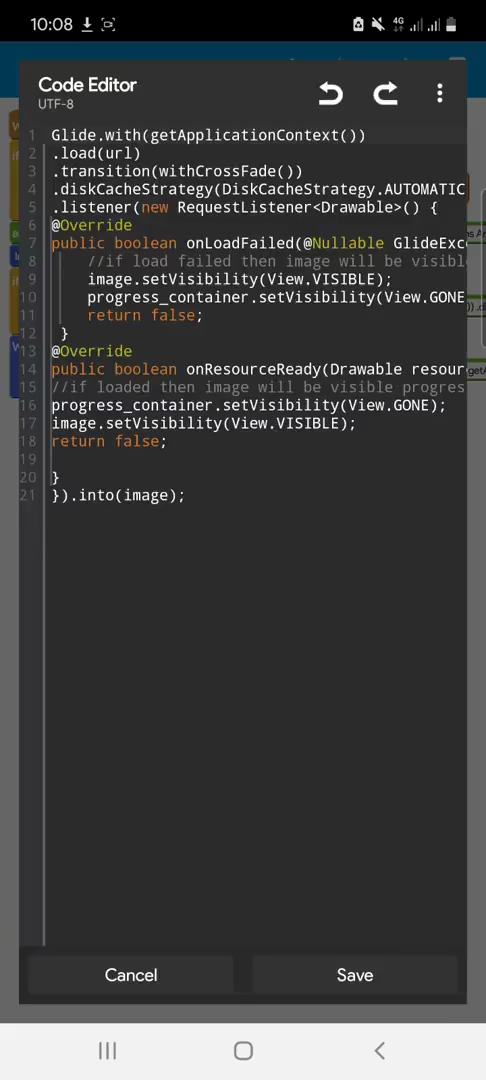 10:08
4G
Code Editor
UTF-8
1 Glide.with(getApplicationContext())
2 .load(url)
3 .transition(withCrossFade())
4 .diskCacheStrategy(DiskCacheStrategy.AUTOMATIC
5 .listener(new RequestListener<Drawable>() {
6 @Override
7 public boolean onLoadFailed(@Nullable GlideExc
8 //if load failed then image will be visibl
9 image.setVisibility(View.VISIBLE);
10 progress_container.setVisibility(View.GONE
11 return false;
12 }
13 @Override
14 public boolean onResourceReady(Drawable resour
15 //if loaded then image will be visible progres
16 progress_container.setVisibility(View.GONE);
17 image.setVisibility(View.VISIBLE);
18 return false;
19
20 }
21 }).into(image);
Cancel
Save